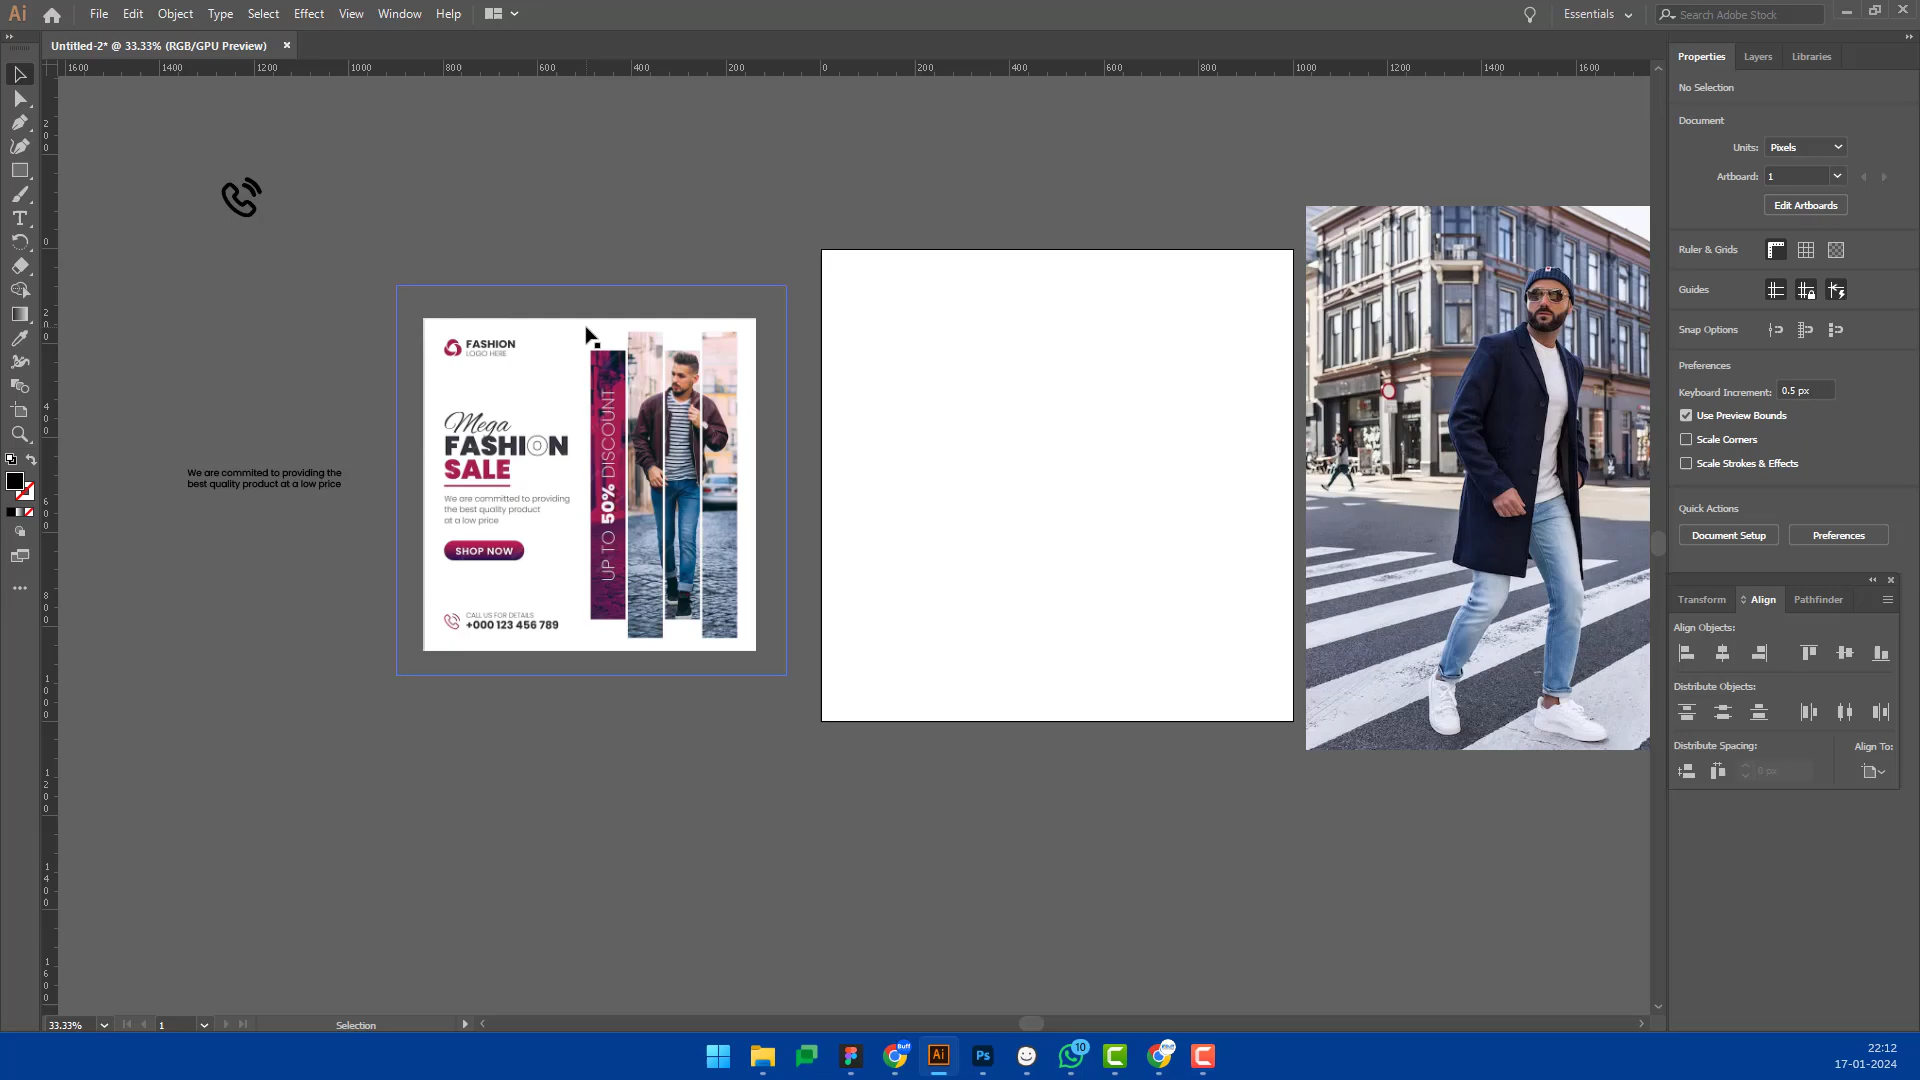 Ai File Edit Object Type Select Effect View Window Help
Essentials
Search Adobe Stock
Untitled-2* @ 33.33% (RGB/GPU Preview)
1600 1400 1200 1000 800 600 400 200 0 200 400 600 800 1000 1200 1400 1600
FASHION
LOGO HERE
Mega
FASHION
SALE
We are committed to providing
the best quality product
at a low price
SHOP NOW
CALL US FOR DETAILS
+000 123 456 789
UP TO 50% DISCOUNT
We are commited to providing the
best quality product at a low price
Properties Layers Libraries
No Selection
Document
Units: Pixels
Artboard: 1
Edit Artboards
Ruler & Grids
Guides
Snap Options
Preferences
Keyboard Increment: 0.5 px
Use Preview Bounds
Scale Corners
Scale Strokes & Effects
Quick Actions
Document Setup Preferences
Transform Align Pathfinder
Align Objects:
Distribute Objects:
Distribute Spacing: Align To:
0 px
33.33% 1 Selection
Buff Ai Ps 10
22:12
17-01-2024